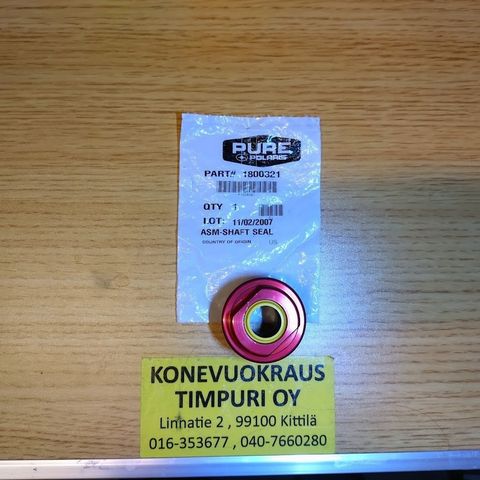 PURE
POLARIS
PART# 1800321
QTY 1
LOT: 11/02/2007
ASM-SHAFT SEAL
COUNTRY OF ORIGIN US
KONEVUOKRAUS
TIMPURI OY
Linnatie 2 , 99100 Kittilä
016-353677 , 040-7660280